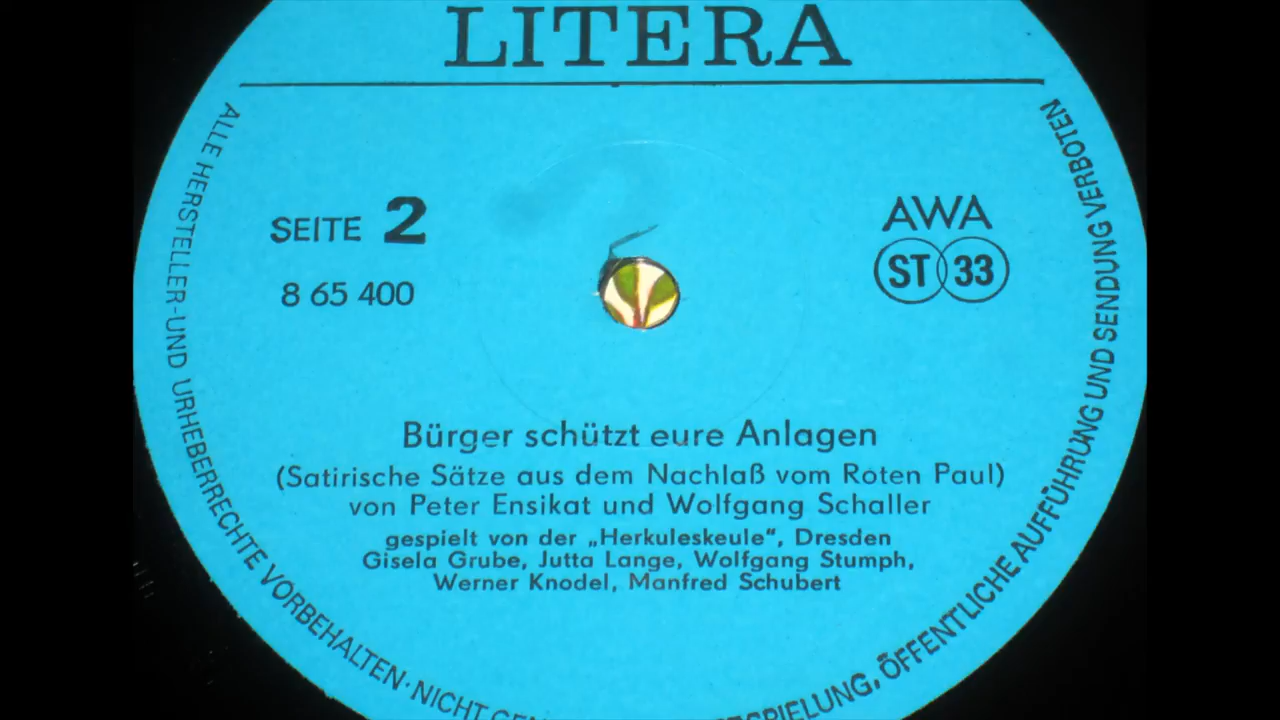 LITERA
SEITE 2
8 65 400
AWA
ST 33
Bürger schützt eure Anlagen
(Satirische Sätze aus dem Nachlaß vom Roten Paul)
von Peter Ensikat und Wolfgang Schaller
gespielt von der „Herkuleskeule“, Dresden
Gisela Grube, Jutta Lange, Wolfgang Stumph,
Werner Knodel, Manfred Schubert
ALLE HERSTELLER-UND URHEBERRECHTE VORBEHALTEN · NICHT
ÖFFENTLICHE AUFFÜHRUNG UND SENDUNG VERBOTEN